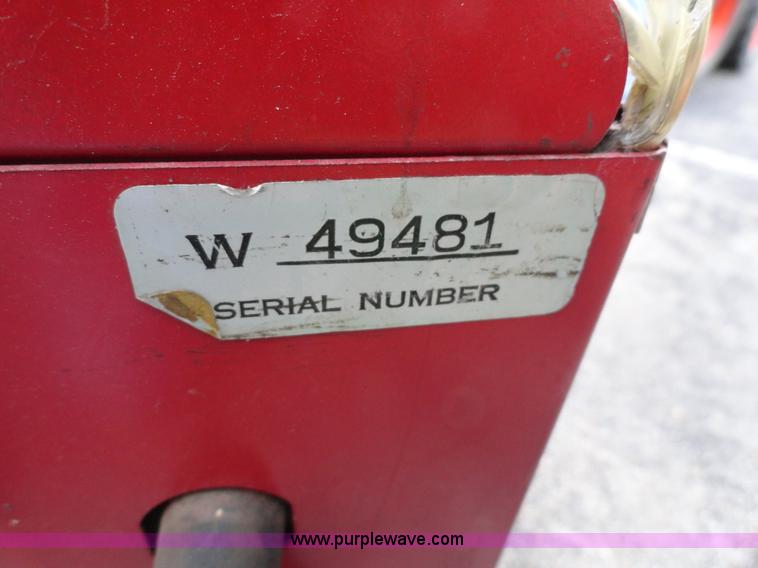 W 49481
SERIAL NUMBER
www.purplewave.com